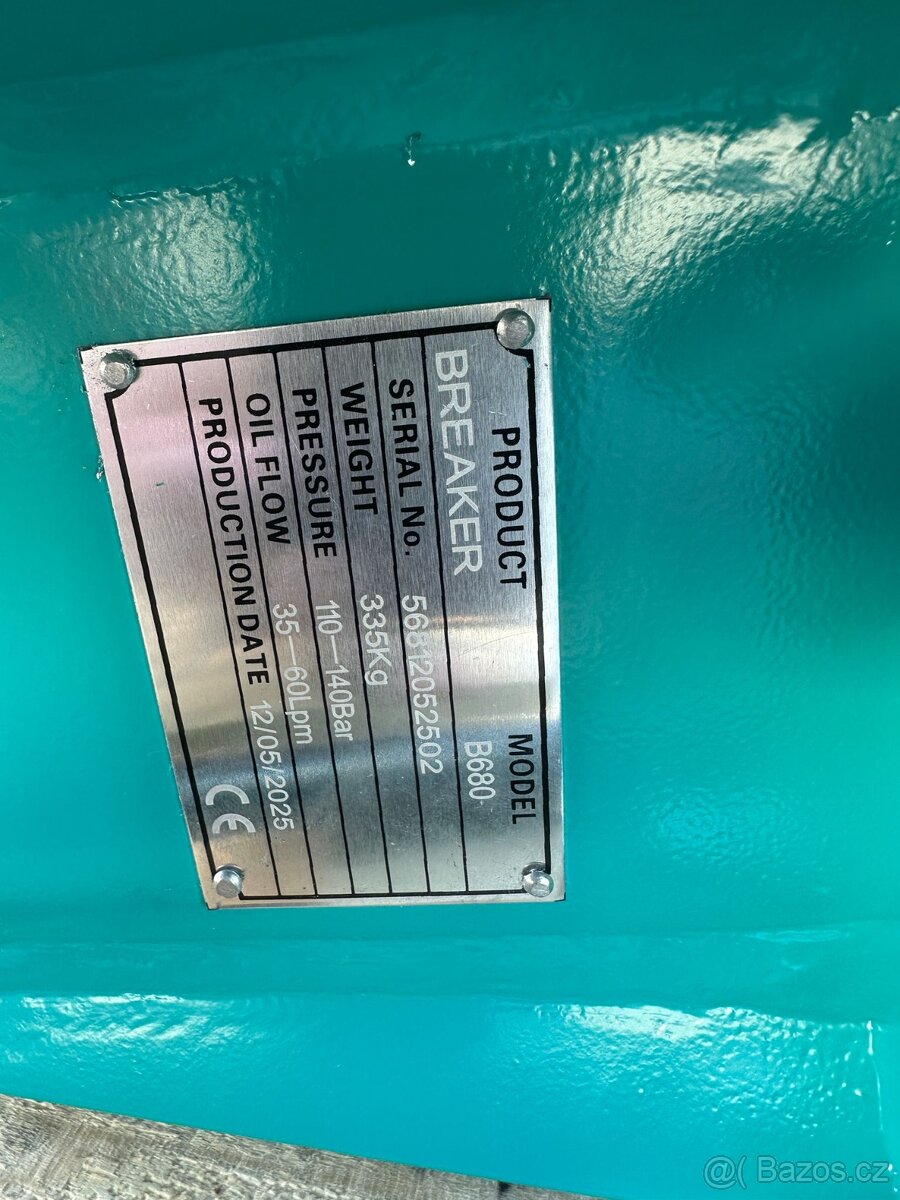 PRODUCT MODEL
BREAKER B680
SERIAL No. 56812052502
WEIGHT 335Kg
PRESSURE 110—140Bar
OIL FLOW 35—60Lpm
PRODUCTION DATE 12/05/2025
CE
@( Bazos.cz